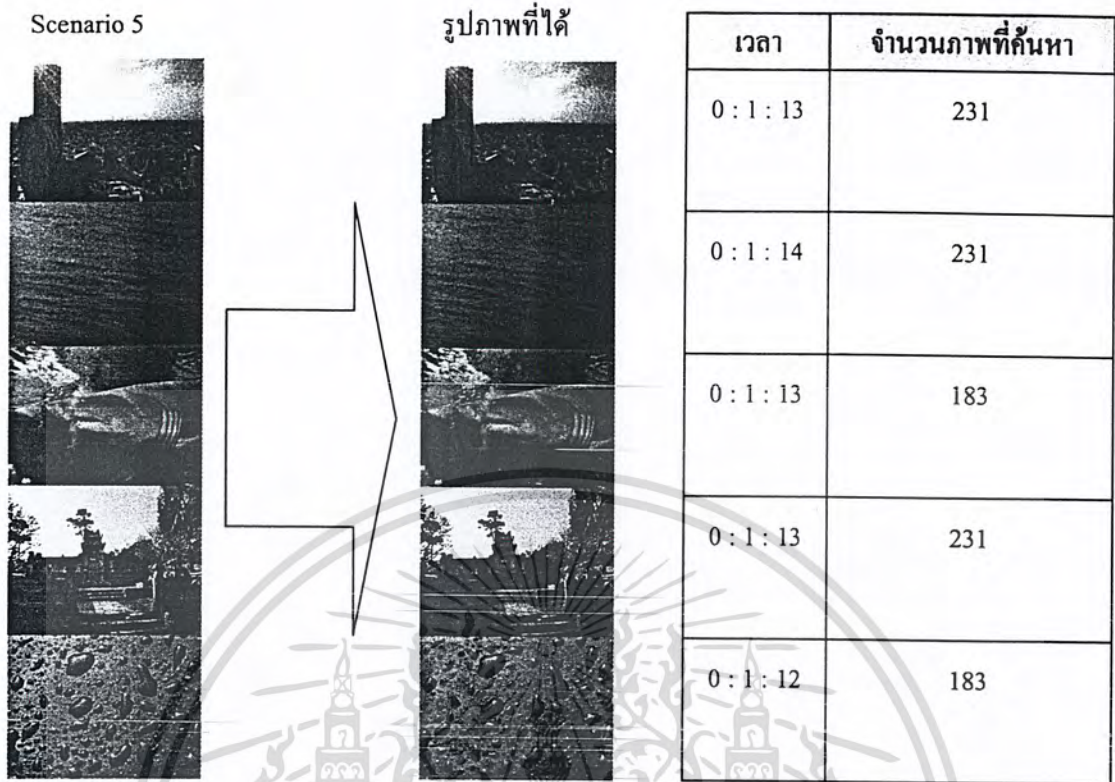 Scenario 5
รูปภาพที่ได้
เวลา จำนวนภาพที่ค้นหา
0 : 1 : 13 231
0 : 1 : 14 231
0 : 1 : 13 183
0 : 1 : 13 231
0 : 1 : 12 183